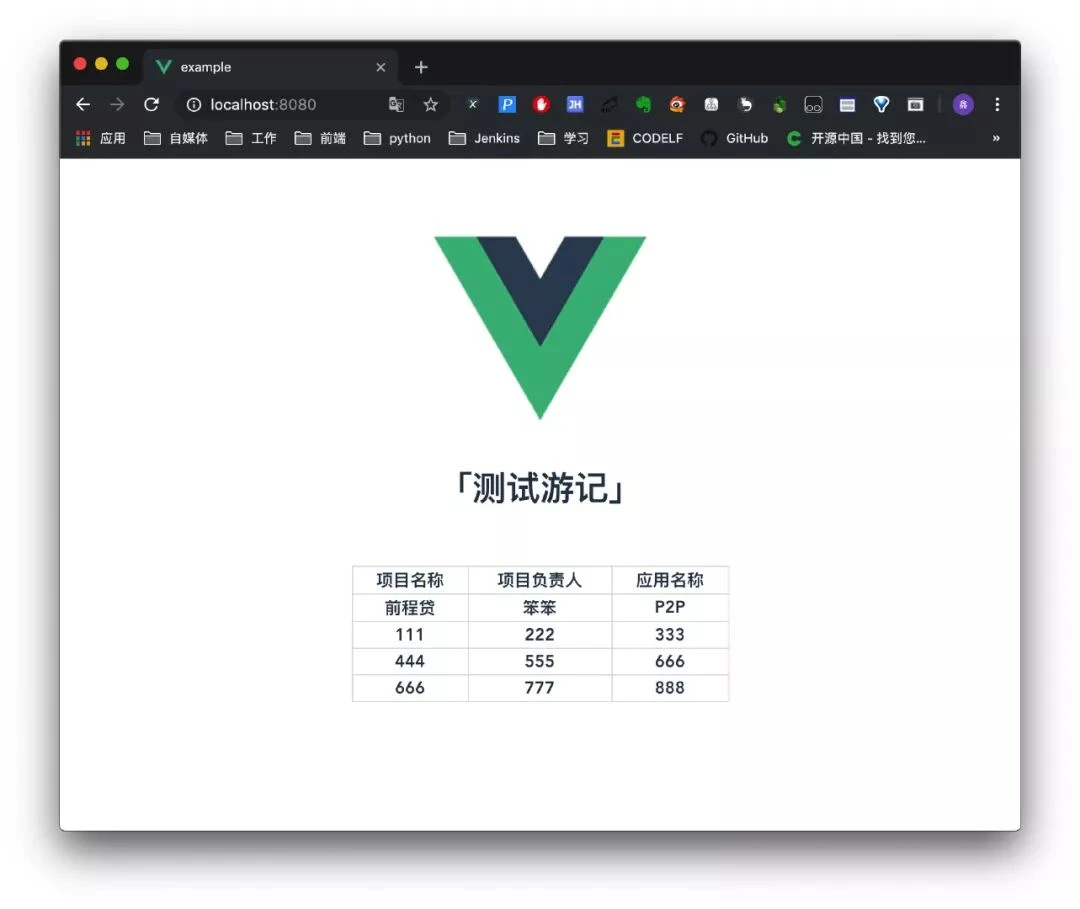 example
localhost:8080
应用 自媒体 工作 前端 python Jenkins 学习 CODELF GitHub 开源中国 - 找到您... »
「测试游记」
项目名称 项目负责人 应用名称
前程贷 笨笨 P2P
111 222 333
444 555 666
666 777 888